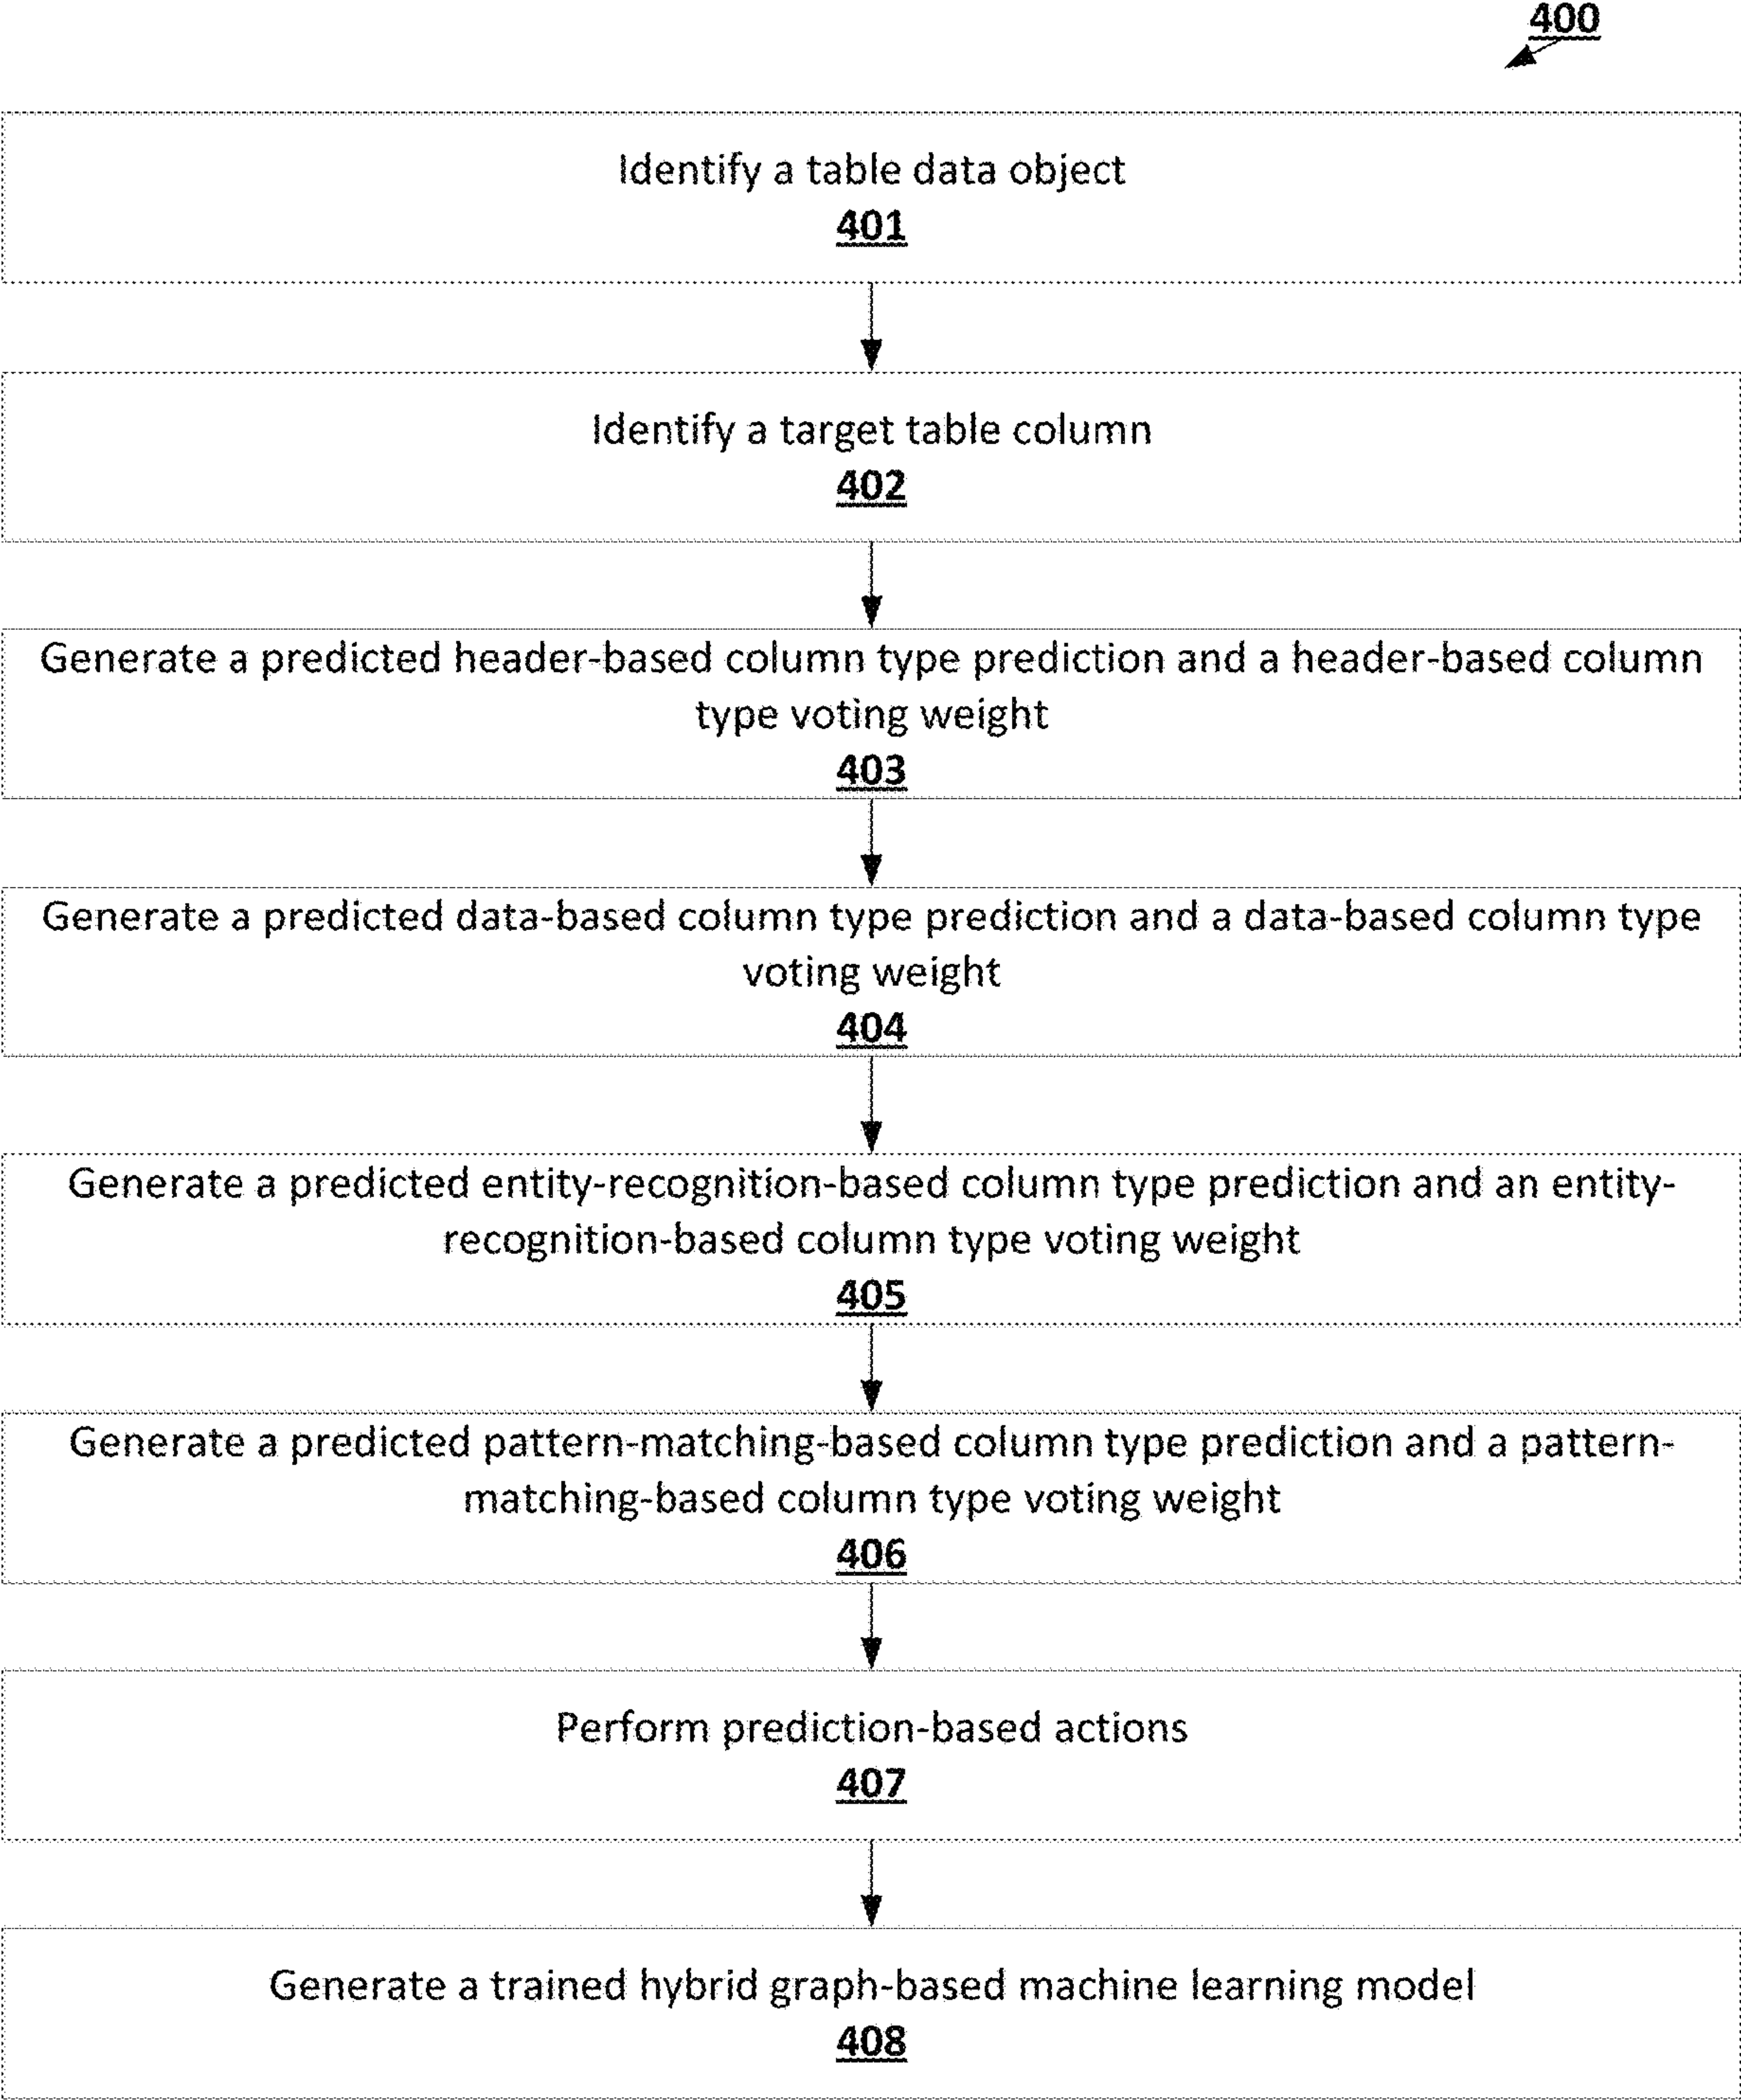 400
Identify a table data object
401
Identify a target table column
402
Generate a predicted header-based column type prediction and a header-based column
type voting weight
403
Generate a predicted data-based column type prediction and a data-based column type
voting weight
404
Generate a predicted entity-recognition-based column type prediction and an entity-
recognition-based column type voting weight
405
Generate a predicted pattern-matching-based column type prediction and a pattern-
matching-based column type voting weight
406
Perform prediction-based actions
407
Generate a trained hybrid graph-based machine learning model
408